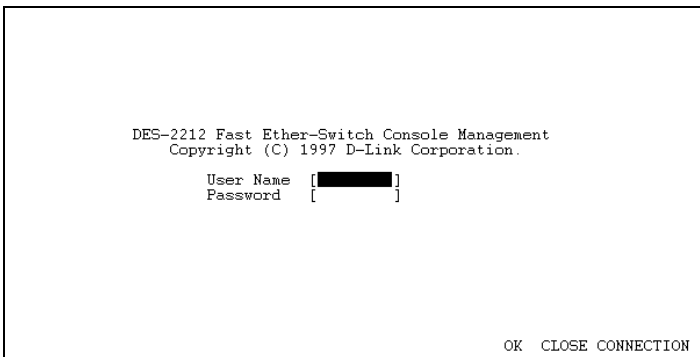 DES-2212 Fast Ether-Switch Console Management
Copyright (C) 1997 D-Link Corporation.
User Name [ ]
Password [ ]
OK CLOSE CONNECTION